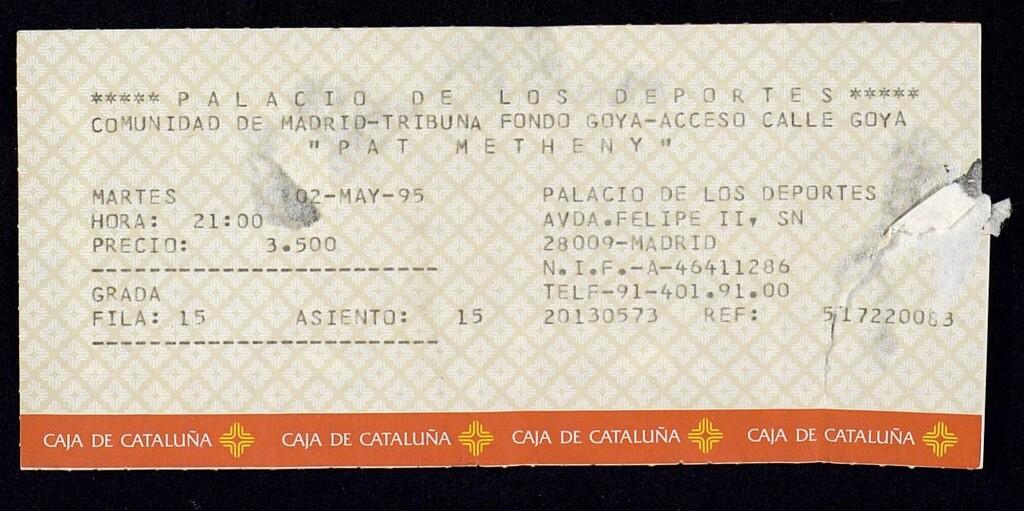 ***** PALACIO DE LOS DEPORTES *****
COMUNIDAD DE MADRID-TRIBUNA FONDO GOYA-ACCESO CALLE GOYA
"PAT METHENY"
MARTES 02-MAY-95
HORA: 21:00
PRECIO: 3.500
------------------------
GRADA
FILA: 15 ASIENTO: 15
------------------------
PALACIO DE LOS DEPORTES
AVDA.FELIPE II, SN
28009-MADRID
N.I.F.-A-46411286
TELF-91-401.91.00
20130573 REF: 517220083
CAJA DE CATALUÑA CAJA DE CATALUÑA CAJA DE CATALUÑA CAJA DE CATALUÑA